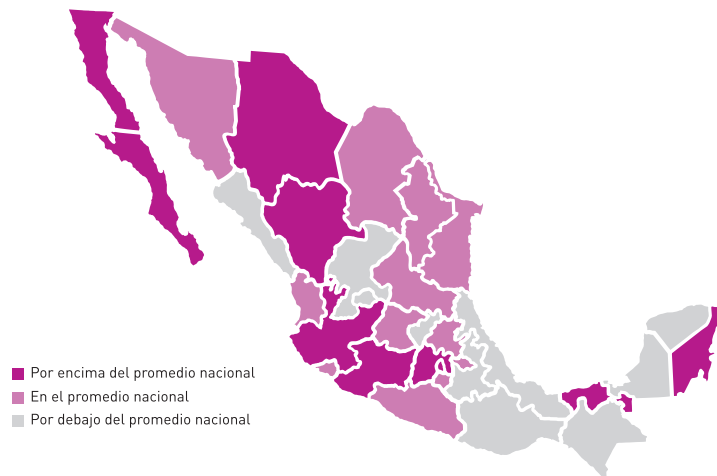 Por encima del promedio nacional
En el promedio nacional
Por debajo del promedio nacional